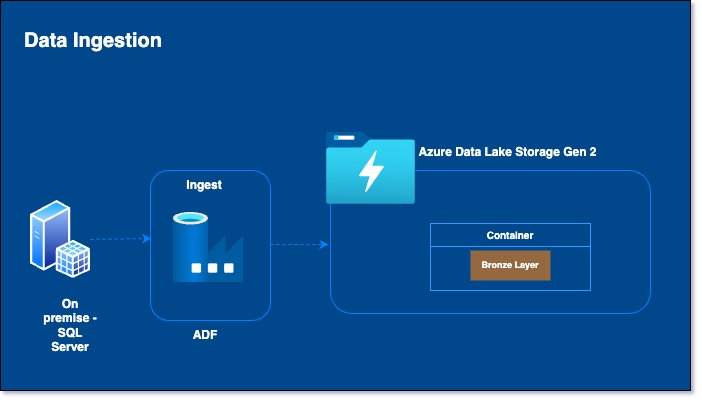 Data Ingestion
Azure Data Lake Storage Gen 2
Ingest
Container
Bronze Layer
On
premise -
SQL
Server
ADF